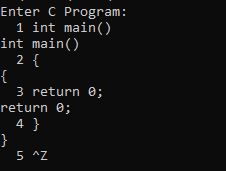 Enter C Program:
  1 int main()
int main()
  2 {
{
  3 return 0;
return 0;
  4 }
}
  5 ^Z